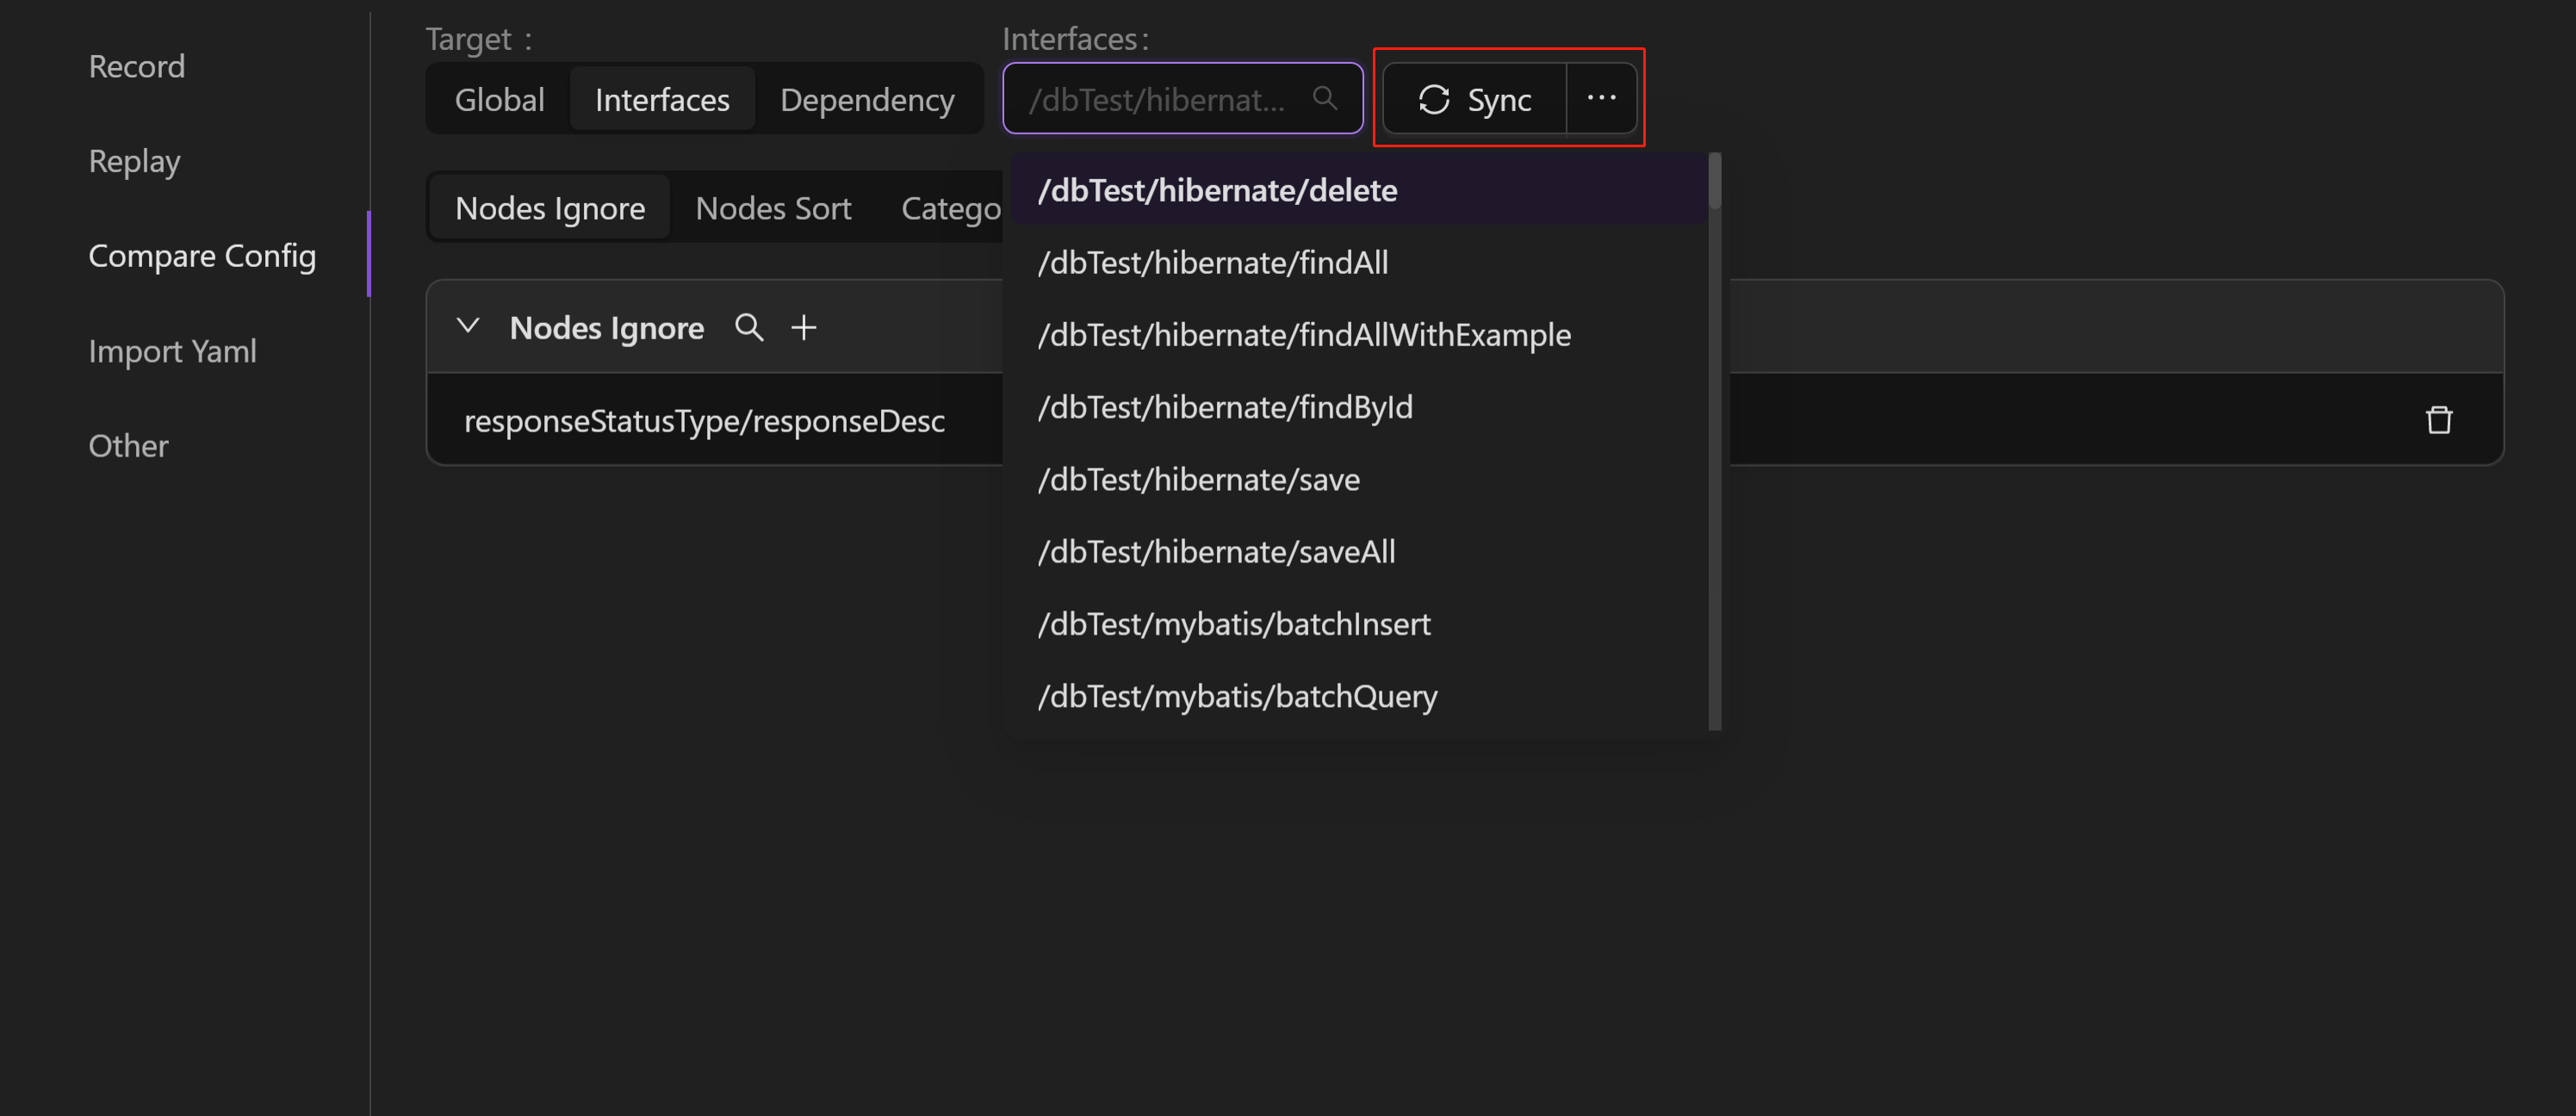 Record
Replay
Compare Config
Import Yaml
Other
Target :
Global Interfaces Dependency
Interfaces:
/dbTest/hibernat...
Sync ...
Nodes Ignore Nodes Sort Catego
Nodes Ignore
responseStatusType/responseDesc
/dbTest/hibernate/delete
/dbTest/hibernate/findAll
/dbTest/hibernate/findAllWithExample
/dbTest/hibernate/findById
/dbTest/hibernate/save
/dbTest/hibernate/saveAll
/dbTest/mybatis/batchInsert
/dbTest/mybatis/batchQuery